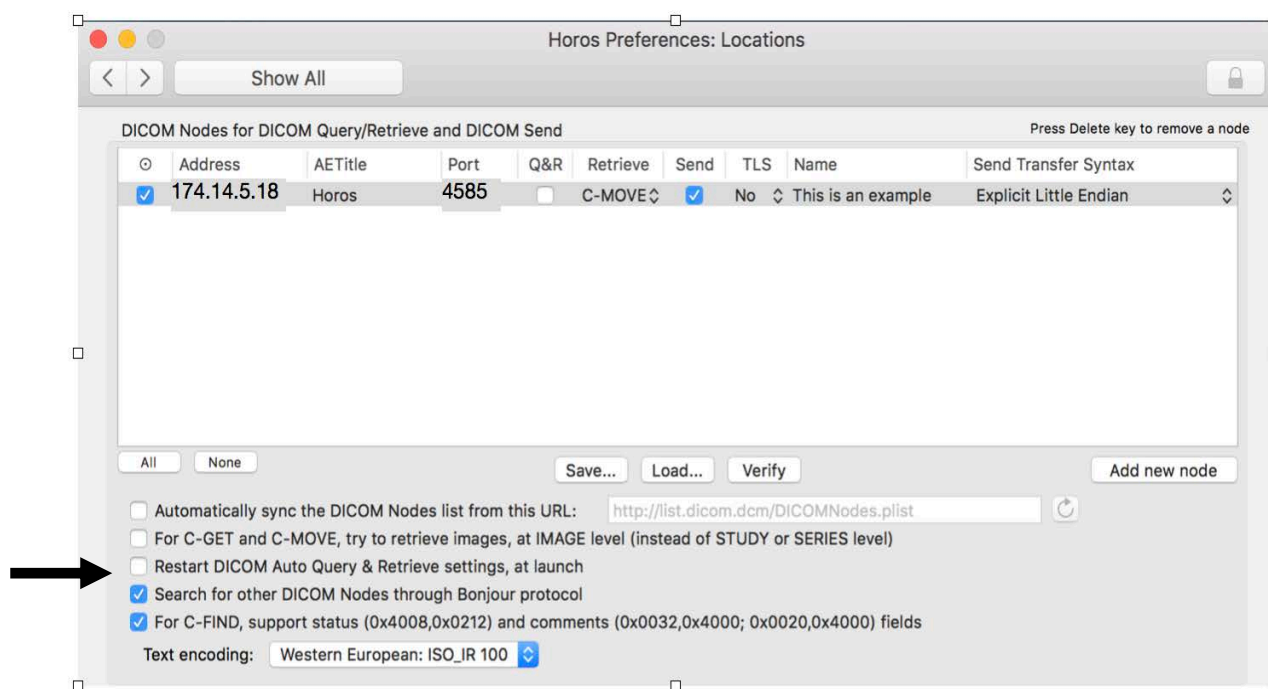 Horos Preferences: Locations
Show All
DICOM Nodes for DICOM Query/Retrieve and DICOM Send
Press Delete key to remove a node
Address AETitle Port Q&R Retrieve Send TLS Name Send Transfer Syntax
174.14.5.18 Horos 4585 C-MOVE No This is an example Explicit Little Endian
All None Save... Load... Verify Add new node
Automatically sync the DICOM Nodes list from this URL: http://list.dicom.dcm/DICOMNodes.plist
For C-GET and C-MOVE, try to retrieve images, at IMAGE level (instead of STUDY or SERIES level)
Restart DICOM Auto Query & Retrieve settings, at launch
Search for other DICOM Nodes through Bonjour protocol
For C-FIND, support status (0x4008,0x0212) and comments (0x0032,0x4000; 0x0020,0x4000) fields
Text encoding: Western European: ISO_IR 100